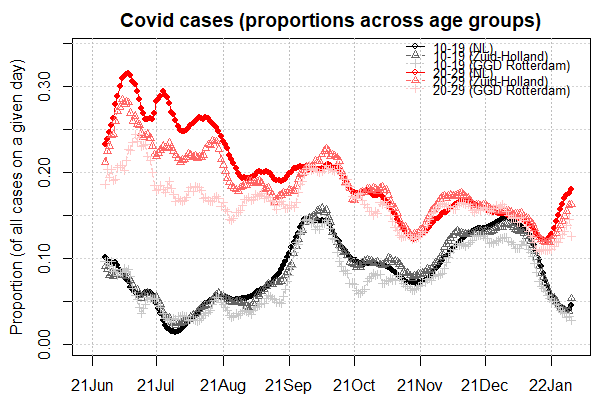 Covid cases (proportions across age groups)
10-19 (NL)
10-19 (Zuid-Holland)
10-19 (GGD Rotterdam)
20-29 (NL)
20-29 (Zuid-Holland)
20-29 (GGD Rotterdam)
Proportion (of all cases on a given day)
0.30
0.20
0.10
0.00
21Jun 21Jul 21Aug 21Sep 21Oct 21Nov 21Dec 22Jan